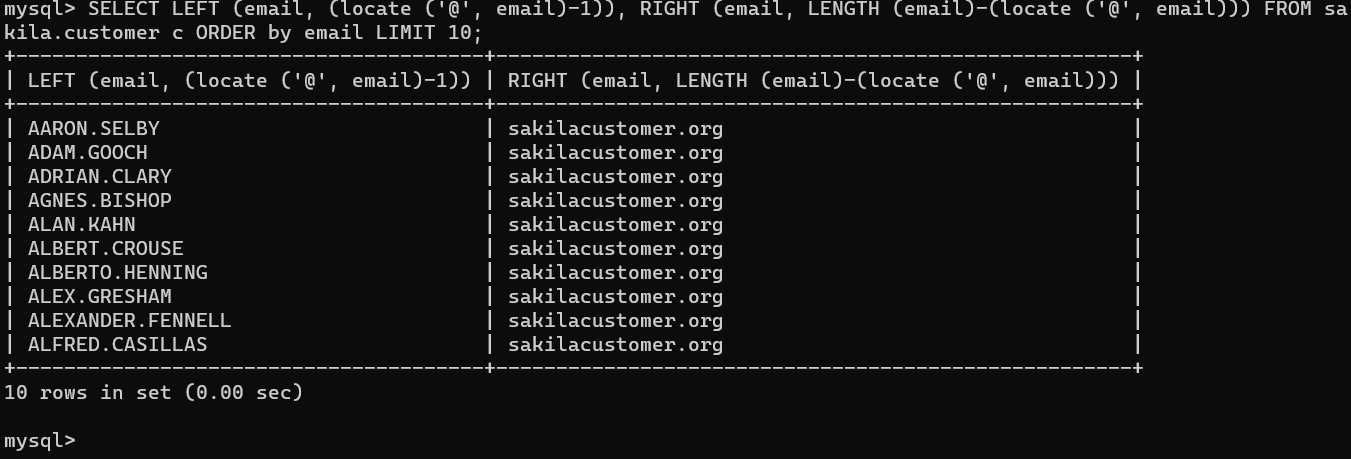 mysql> SELECT LEFT (email, (locate ('@', email)-1)), RIGHT (email, LENGTH (email)-(locate ('@', email))) FROM sa
kila.customer c ORDER by email LIMIT 10;
+---------------------------------------+-----------------------------------------------------+
| LEFT (email, (locate ('@', email)-1)) | RIGHT (email, LENGTH (email)-(locate ('@', email))) |
+---------------------------------------+-----------------------------------------------------+
| AARON.SELBY                           | sakilacustomer.org                                  |
| ADAM.GOOCH                            | sakilacustomer.org                                  |
| ADRIAN.CLARY                          | sakilacustomer.org                                  |
| AGNES.BISHOP                          | sakilacustomer.org                                  |
| ALAN.KAHN                             | sakilacustomer.org                                  |
| ALBERT.CROUSE                         | sakilacustomer.org                                  |
| ALBERTO.HENNING                       | sakilacustomer.org                                  |
| ALEX.GRESHAM                          | sakilacustomer.org                                  |
| ALEXANDER.FENNELL                     | sakilacustomer.org                                  |
| ALFRED.CASILLAS                       | sakilacustomer.org                                  |
+---------------------------------------+-----------------------------------------------------+
10 rows in set (0.00 sec)
mysql>